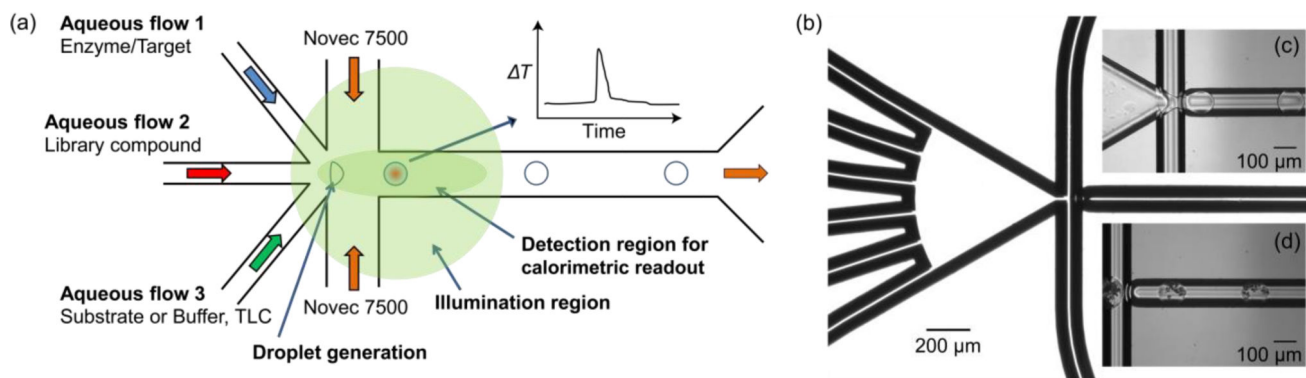 (a)
Aqueous flow 1
Enzyme/Target
Novec 7500
ΔT
Time
Aqueous flow 2
Library compound
Aqueous flow 3
Substrate or Buffer, TLC
Novec 7500
Detection region for
calorimetric readout
Illumination region
Droplet generation
(b)
200 µm
(c)
100 µm
(d)
100 µm